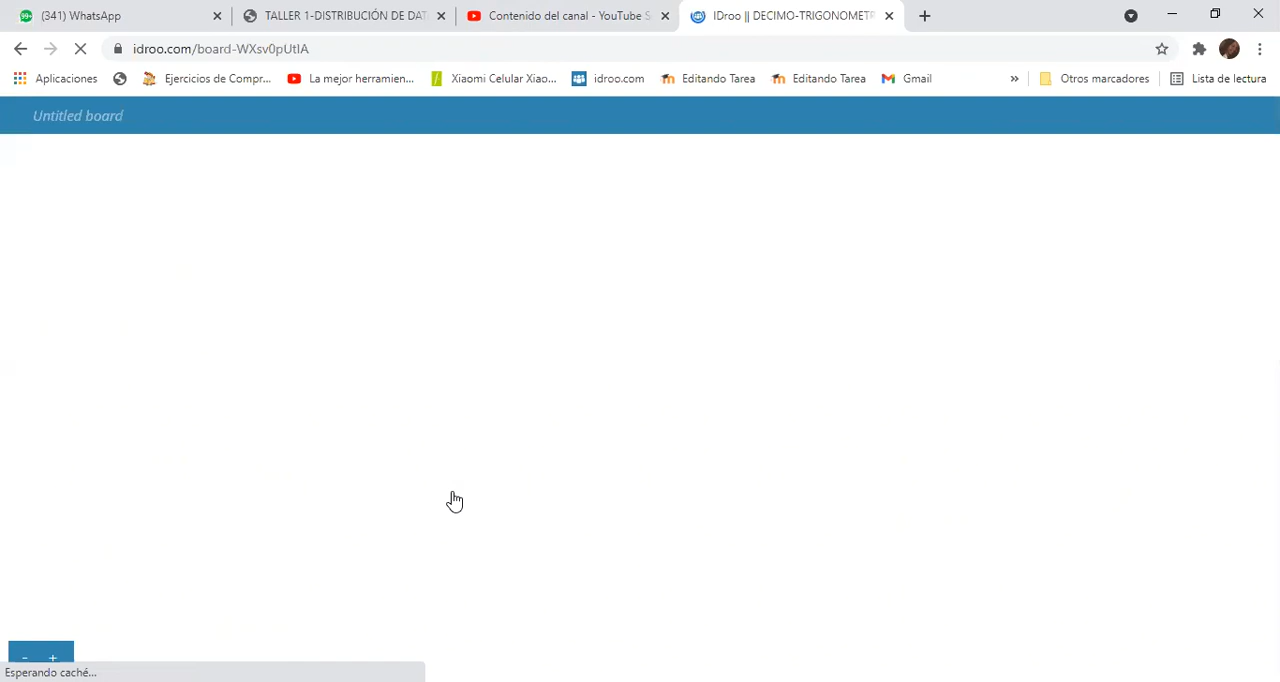 99+ (341) WhatsApp
TALLER 1-DISTRIBUCIÓN DE DAT
Contenido del canal - YouTube S
IDroo || DECIMO-TRIGONOMETR
idroo.com/board-WXsv0pUtIA
Aplicaciones
Ejercicios de Compr...
La mejor herramien...
Xiaomi Celular Xiao...
idroo.com
Editando Tarea
Editando Tarea
Gmail
»
Otros marcadores
Lista de lectura
Untitled board
- +
Esperando caché...